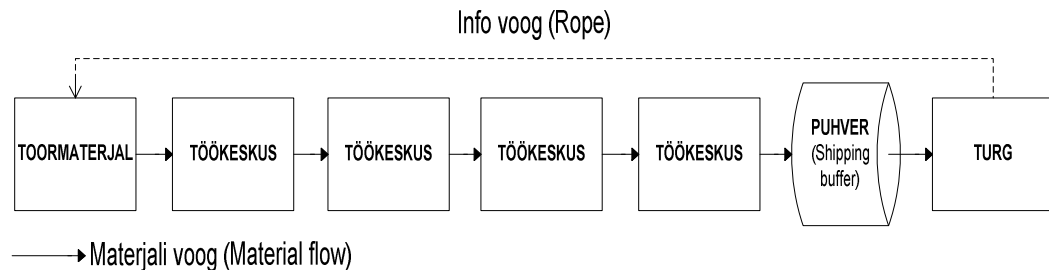 Info voog (Rope)
TOORMATERJAL
TÖÖKESKUS
TÖÖKESKUS
TÖÖKESKUS
TÖÖKESKUS
PUHVER
(Shipping
buffer)
TURG
Materjali voog (Material flow)